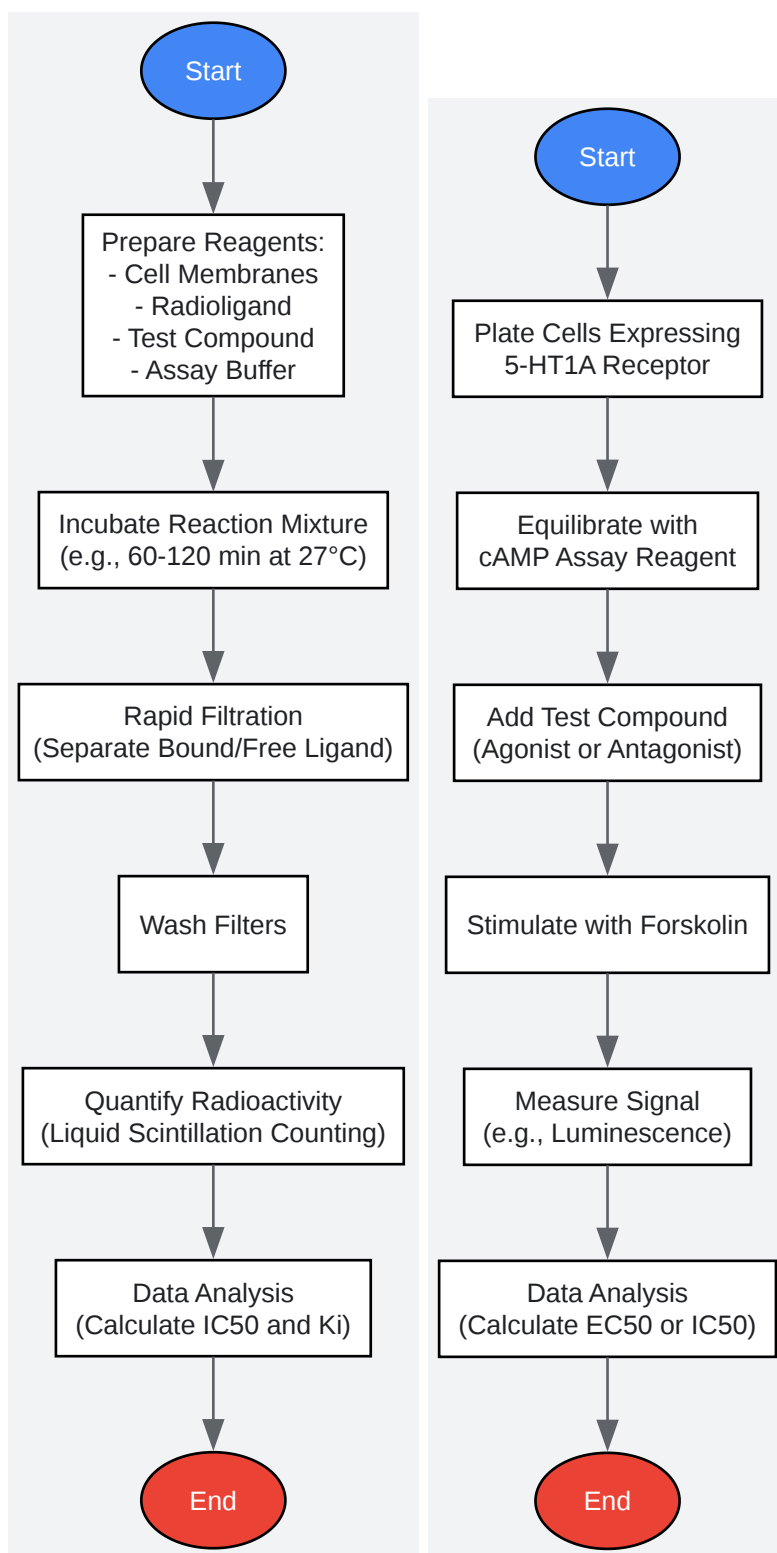 Start
Prepare Reagents:
- Cell Membranes
- Radioligand
- Test Compound
- Assay Buffer
Incubate Reaction Mixture
(e.g., 60-120 min at 27°C)
Rapid Filtration
(Separate Bound/Free Ligand)
Wash Filters
Quantify Radioactivity
(Liquid Scintillation Counting)
Data Analysis
(Calculate IC50 and Ki)
End
Start
Plate Cells Expressing
5-HT1A Receptor
Equilibrate with
cAMP Assay Reagent
Add Test Compound
(Agonist or Antagonist)
Stimulate with Forskolin
Measure Signal
(e.g., Luminescence)
Data Analysis
(Calculate EC50 or IC50)
End